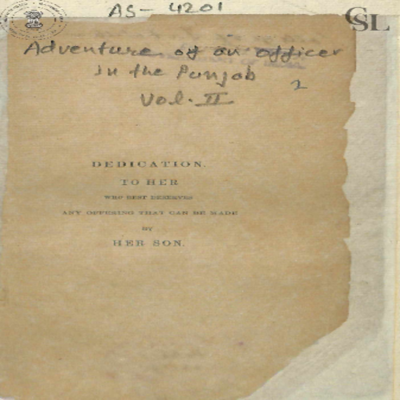 AS-4201
CSL
Adventure of an officer
in the Punjab
Vol. II
2
DEDICATION.
TO HER
WHO BEST DESERVES
ANY OFFERING THAT CAN BE MADE
BY
HER SON.